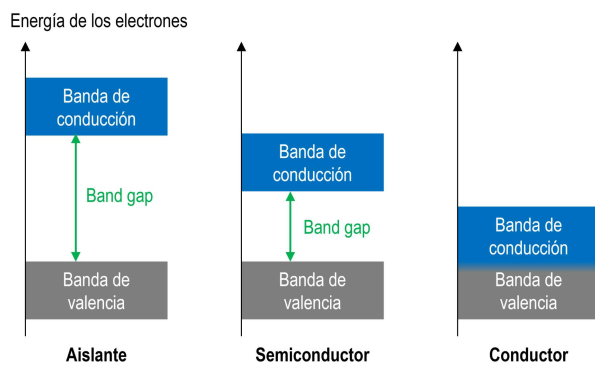 Energía de los electrones
Banda de
conducción
Band gap
Banda de
valencia
Aislante
Banda de
conducción
Band gap
Banda de
valencia
Semiconductor
Banda de
conducción
Banda de
valencia
Conductor